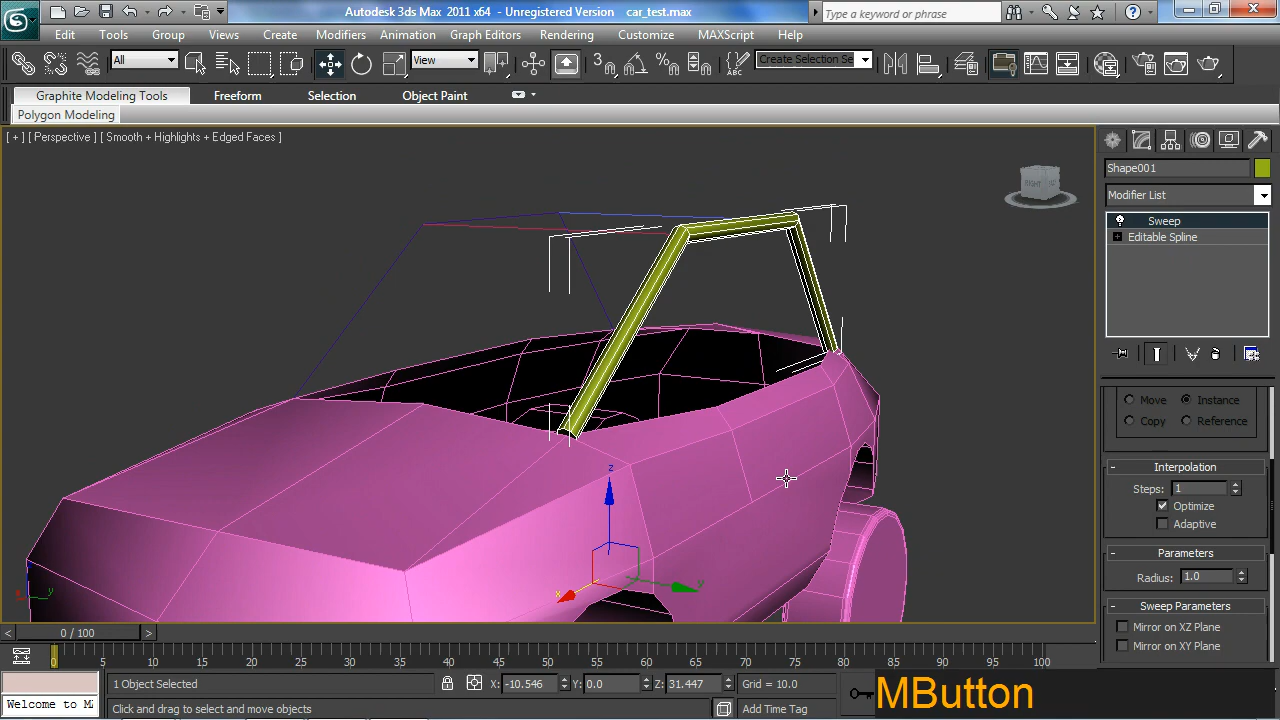 Autodesk 3ds Max 2011 x64 - Unregistered Version car_test.max
Type a keyword or phrase
Edit Tools Group Views Create Modifiers Animation Graph Editors Rendering Customize MAXScript Help
All
View
Create Selection Se
Graphite Modeling Tools Freeform Selection Object Paint
Polygon Modeling
[ + ] [ Perspective ] [ Smooth + Highlights + Edged Faces ]
RIGHT
Shape001
Modifier List
Sweep
Editable Spline
Move Instance
Copy Reference
Interpolation
Steps: 1
Optimize
Adaptive
Parameters
Radius: 1.0
Sweep Parameters
Mirror on XZ Plane
Mirror on XY Plane
z
x
y
y
0 / 100
0 5 10 15 20 25 30 35 40 45 50 55 60 65 70 75 80 85 90 95 100
1 Object Selected X: -10.546 Y: 0.0 Z: 31.447 Grid = 10.0
Welcome to M
Click and drag to select and move objects
Add Time Tag
MButton